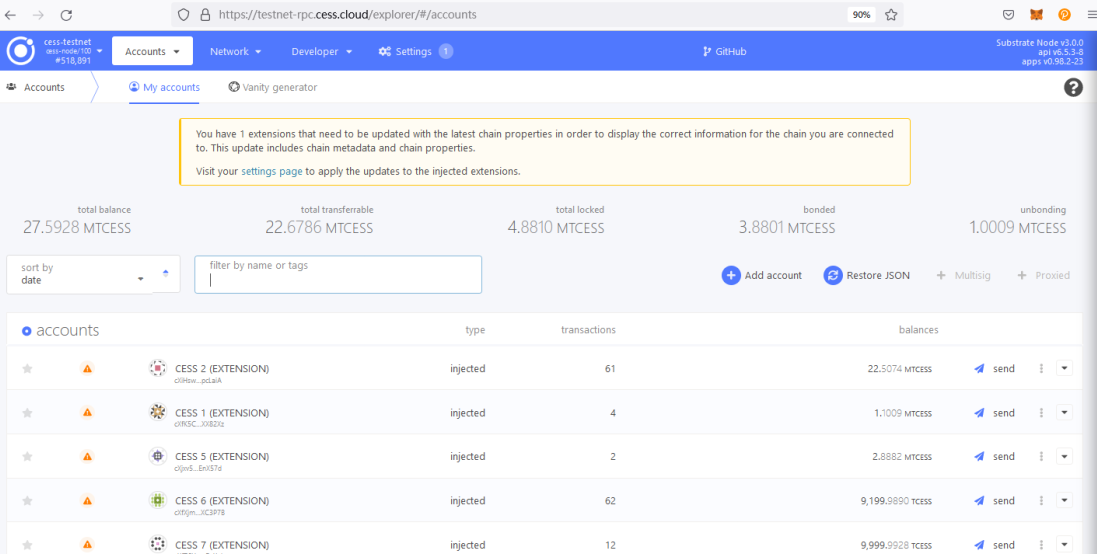 https://testnet-rpc.cess.cloud/explorer/#/accounts
90%
cess-testnet
cess-node/100
#518,891
Accounts
Network
Developer
Settings
1
GitHub
Substrate Node v3.0.0
api v6.5.3-8
apps v0.98.2-23
Accounts
My accounts
Vanity generator
You have 1 extensions that need to be updated with the latest chain properties in order to display the correct information for the chain you are connected
to. This update includes chain metadata and chain properties.
Visit your settings page to apply the updates to the injected extensions.
total balance
27.5928 MTCESS
total transferrable
22.6786 MTCESS
total locked
4.8810 MTCESS
bonded
3.8801 MTCESS
unbonding
1.0009 MTCESS
sort by
date
filter by name or tags
Add account
Restore JSON
Multisig
Proxied
accounts
type
transactions
balances
CESS 2 (EXTENSION)
cXHsw...pcLaiA
injected
61
22.5074 MTCESS
send
CESS 1 (EXTENSION)
cXfK5C...XX82Xz
injected
4
1.1009 MTCESS
send
CESS 5 (EXTENSION)
cXjxv5...EnXS7d
injected
2
2.8882 MTCESS
send
CESS 6 (EXTENSION)
cXfXjm...XC3P7B
injected
62
9,199.9890 TCESS
send
CESS 7 (EXTENSION)
injected
12
9,999.9928 TCESS
send